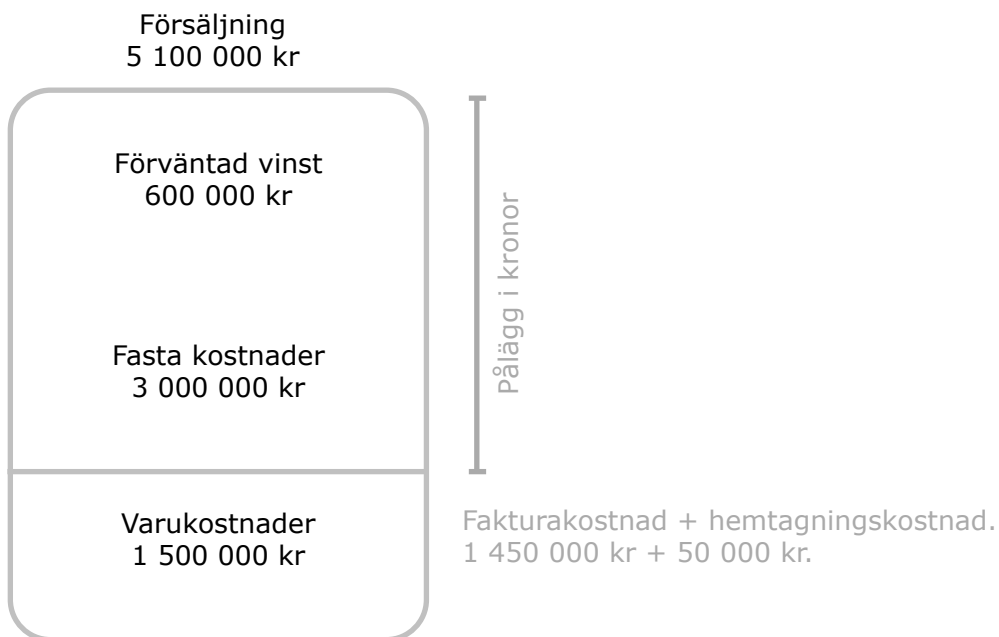 Försäljning
5 100 000 kr
Förväntad vinst
600 000 kr
Pålägg i kronor
Fasta kostnader
3 000 000 kr
Varukostnader
1 500 000 kr
Fakturakostnad + hemtagningskostnad.
1 450 000 kr + 50 000 kr.